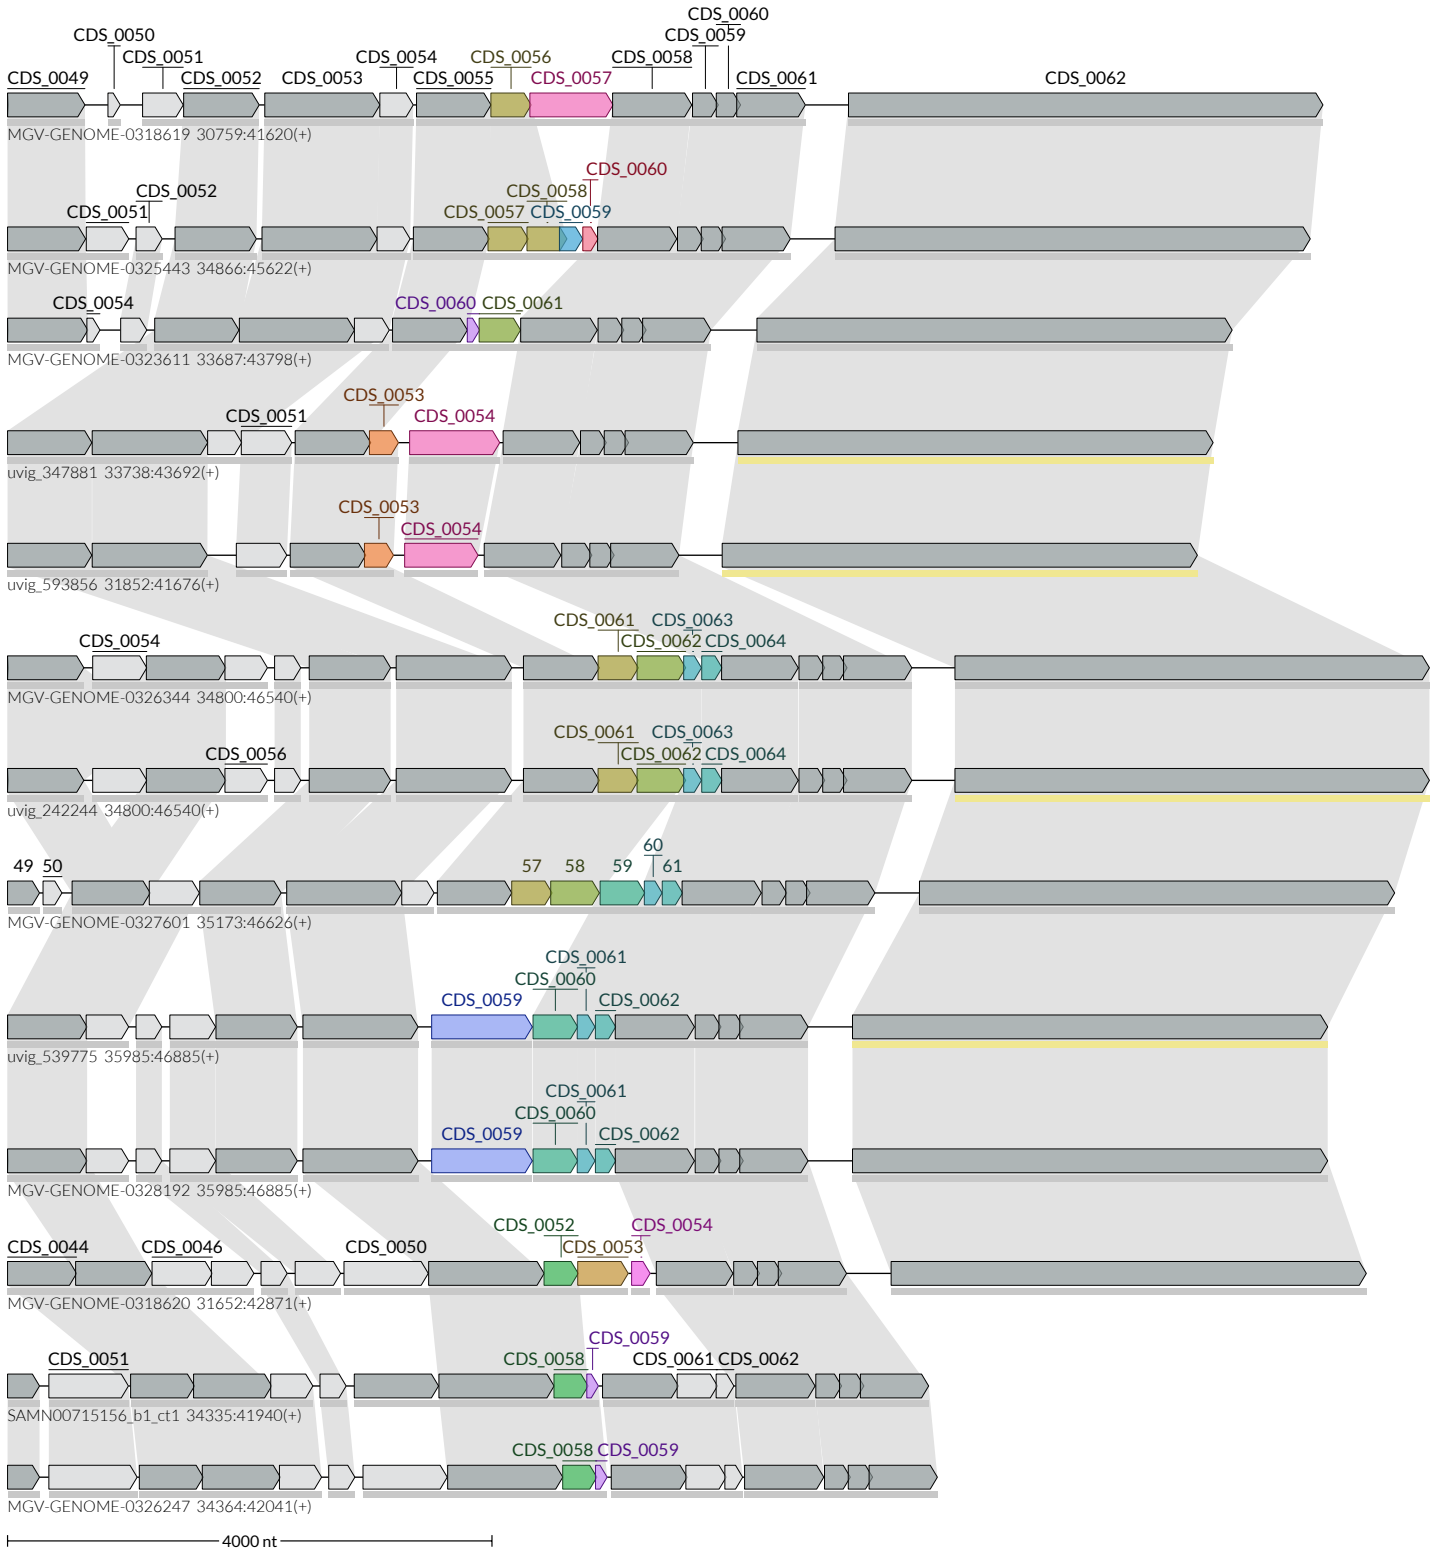 CDS_0060
CDS_0050 CDS_0059
CDS_0051 CDS_0054 CDS_0056 CDS_0058
CDS_0049 CDS_0052 CDS_0053 CDS_0055 CDS_0057 CDS_0061 CDS_0062
MGV-GENOME-0318619 30759:41620(+)
CDS_0060
CDS_0052 CDS_0058
CDS_0051 CDS_0057 CDS_0059
MGV-GENOME-0325443 34866:45622(+)
CDS_0054 CDS_0060 CDS_0061
MGV-GENOME-0323611 33687:43798(+)
CDS_0053
CDS_0051 CDS_0054
uvig_347881 33738:43692(+)
CDS_0053
CDS_0054
uvig_593856 31852:41676(+)
CDS_0061 CDS_0063
CDS_0054 CDS_0062 CDS_0064
MGV-GENOME-0326344 34800:46540(+)
CDS_0061 CDS_0063
CDS_0056 CDS_0062 CDS_0064
uvig_242244 34800:46540(+)
60
49 50 57 58 59 61
MGV-GENOME-0327601 35173:46626(+)
CDS_0061
CDS_0060
CDS_0059 CDS_0062
uvig_539775 35985:46885(+)
CDS_0061
CDS_0060
CDS_0059 CDS_0062
MGV-GENOME-0328192 35985:46885(+)
CDS_0052 CDS_0054
CDS_0044 CDS_0046 CDS_0050 CDS_0053
MGV-GENOME-0318620 31652:42871(+)
CDS_0059
CDS_0051 CDS_0058 CDS_0061 CDS_0062
SAMN00715156_b1_ct1 34335:41940(+)
CDS_0058 CDS_0059
MGV-GENOME-0326247 34364:42041(+)
4000 nt